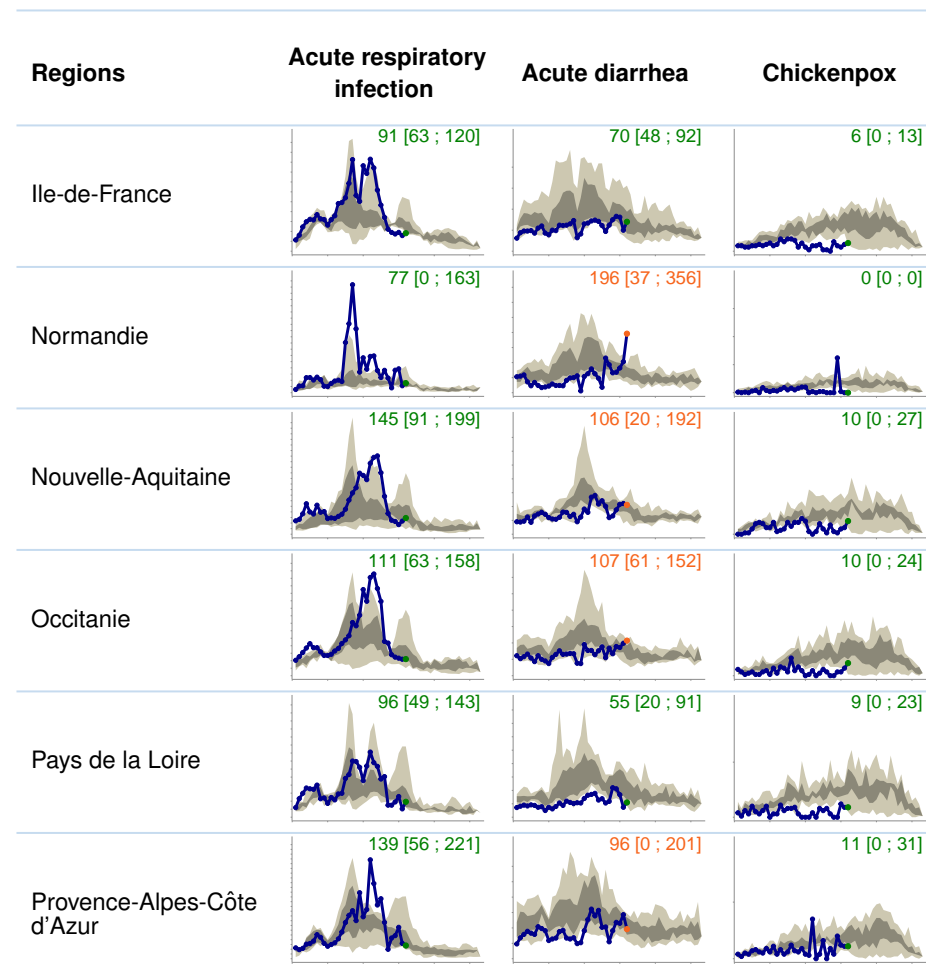 Regions
Acute respiratory
infection
Acute diarrhea
Chickenpox
Ile-de-France
91 [63 ; 120]
70 [48 ; 92]
6 [0 ; 13]
Normandie
77 [0 ; 163]
196 [37 ; 356]
0 [0 ; 0]
Nouvelle-Aquitaine
145 [91 ; 199]
106 [20 ; 192]
10 [0 ; 27]
Occitanie
111 [63 ; 158]
107 [61 ; 152]
10 [0 ; 24]
Pays de la Loire
96 [49 ; 143]
55 [20 ; 91]
9 [0 ; 23]
Provence-Alpes-Côte
d'Azur
139 [56 ; 221]
96 [0 ; 201]
11 [0 ; 31]